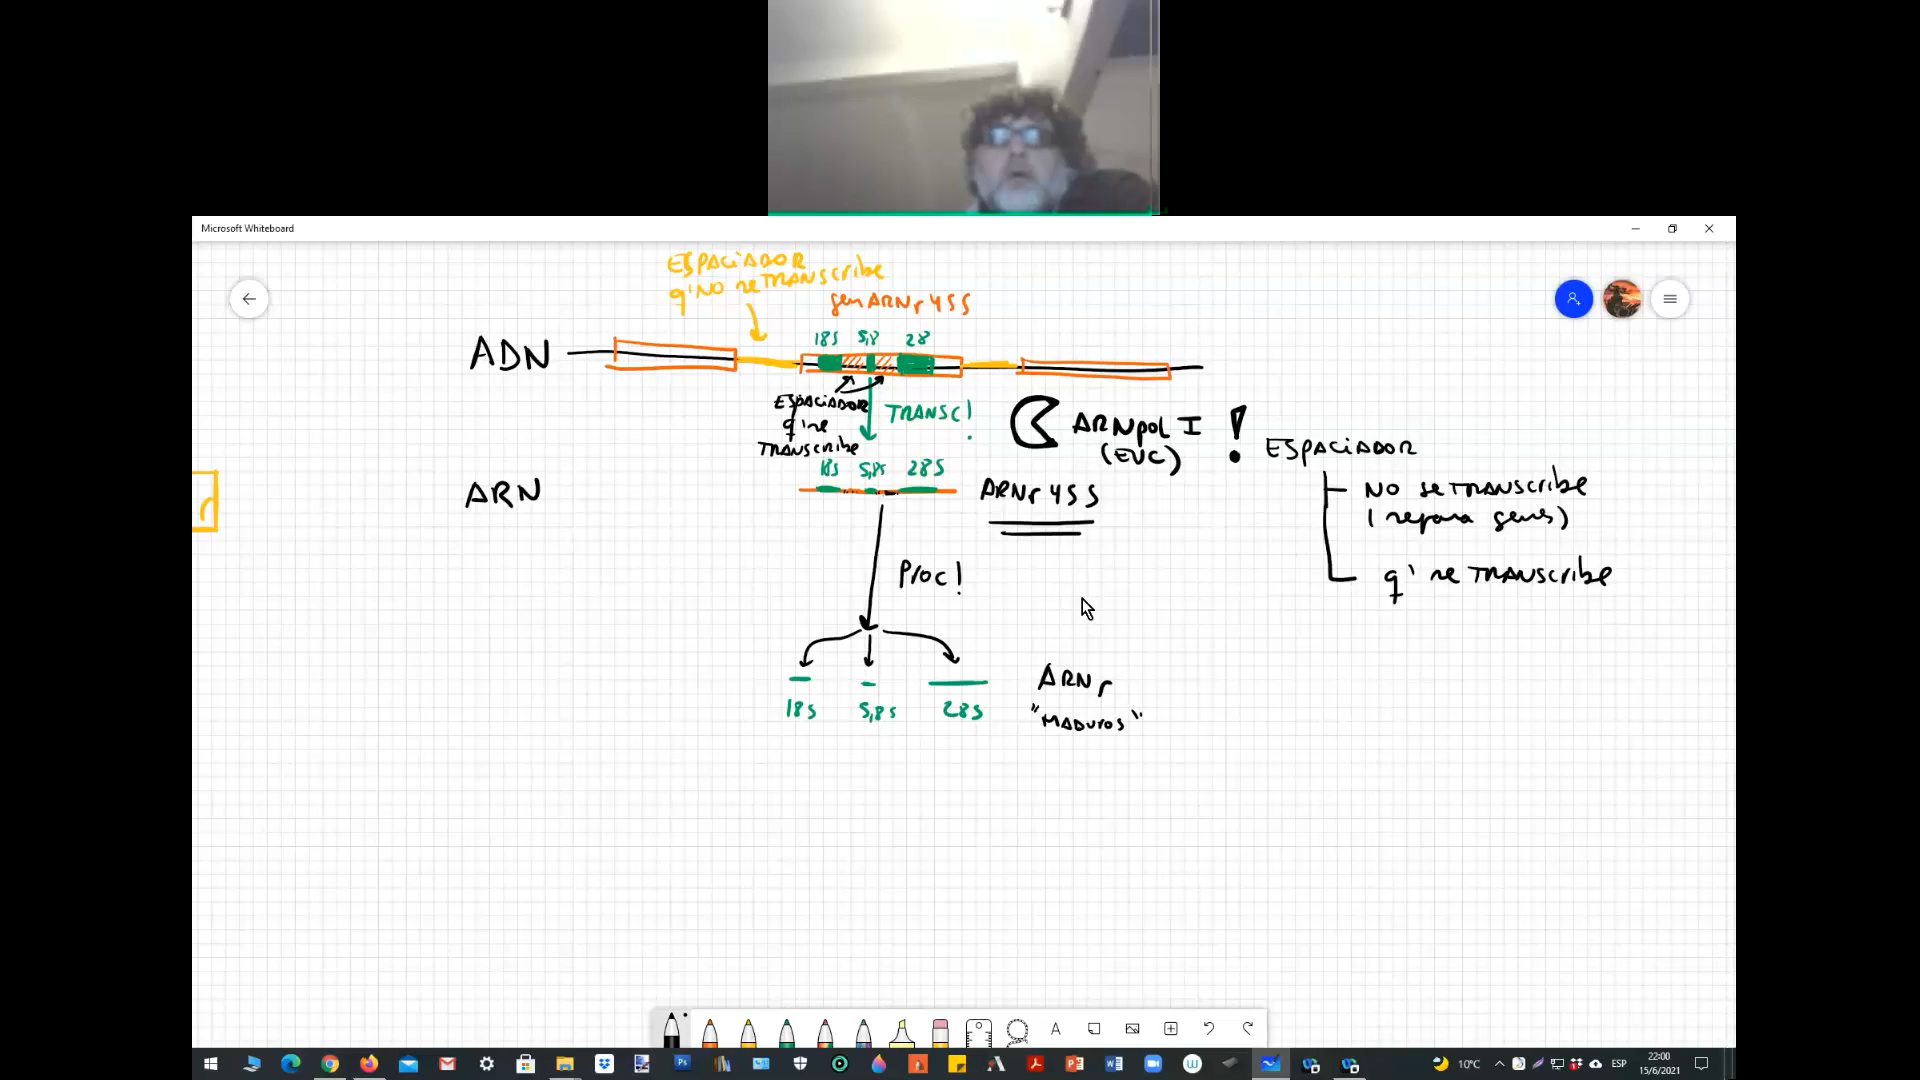 Microsoft Whiteboard
ESPACIADOR
q' NO se TRANScribe
gen ARNr 45S
18S 5,8 28
ADN
ESPACIADOR
q' se
TRANScribe
TRANSC!
ARNpol I !
(EUC)
ESPACIADOR
NO se TRANScribe
(separa genes)
q' se TRANScribe
18s 5,8s 28S
ARN
ARNr 45S
Proc!
18S 5,8S 28S
ARNr
"MADUROS"
10°C
ESP
22:00
15/6/2021